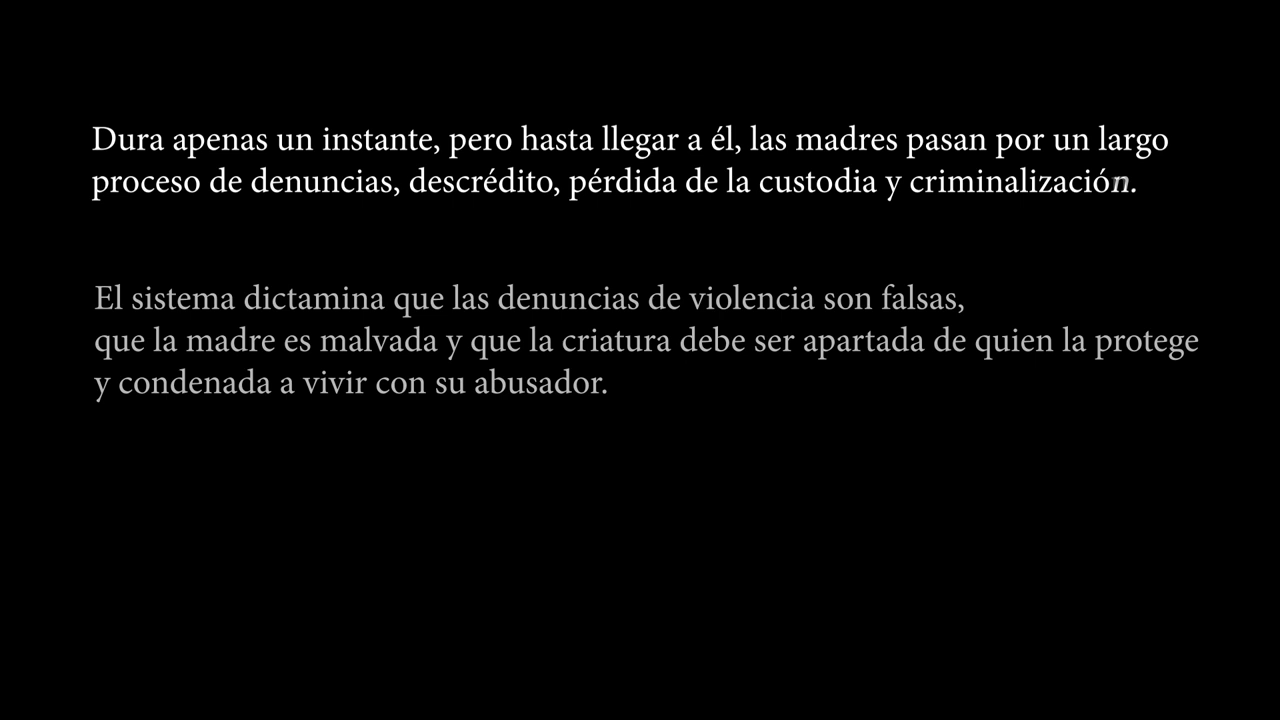 Dura apenas un instante, pero hasta llegar a él, las madres pasan por un largo
proceso de denuncias, descrédito, pérdida de la custodia y criminalización.
El sistema dictamina que las denuncias de violencia son falsas,
que la madre es malvada y que la criatura debe ser apartada de quien la protege
y condenada a vivir con su abusador.